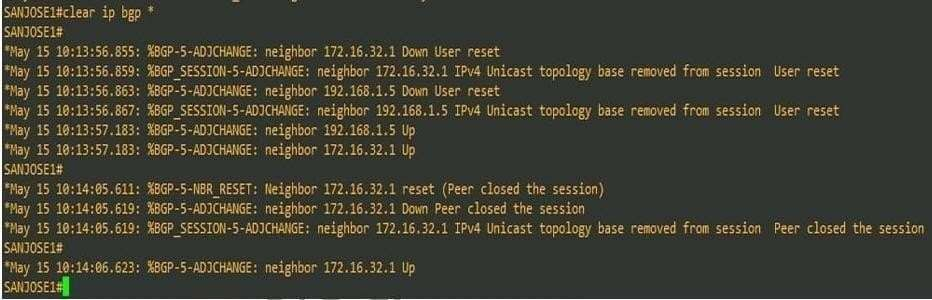 SANJOSE1#clear ip bgp *
SANJOSE1#
*May 15 10:13:56.855: %BGP-5-ADJCHANGE: neighbor 172.16.32.1 Down User reset
*May 15 10:13:56.859: %BGP_SESSION-5-ADJCHANGE: neighbor 172.16.32.1 IPv4 Unicast topology base removed from session  User reset
*May 15 10:13:56.863: %BGP-5-ADJCHANGE: neighbor 192.168.1.5 Down User reset
*May 15 10:13:56.867: %BGP_SESSION-5-ADJCHANGE: neighbor 192.168.1.5 IPv4 Unicast topology base removed from session  User reset
*May 15 10:13:57.183: %BGP-5-ADJCHANGE: neighbor 192.168.1.5 Up
*May 15 10:13:57.183: %BGP-5-ADJCHANGE: neighbor 172.16.32.1 Up
SANJOSE1#
*May 15 10:14:05.611: %BGP-5-NBR_RESET: Neighbor 172.16.32.1 reset (Peer closed the session)
*May 15 10:14:05.619: %BGP-5-ADJCHANGE: neighbor 172.16.32.1 Down Peer closed the session
*May 15 10:14:05.619: %BGP_SESSION-5-ADJCHANGE: neighbor 172.16.32.1 IPv4 Unicast topology base removed from session  Peer closed the session
SANJOSE1#
*May 15 10:14:06.623: %BGP-5-ADJCHANGE: neighbor 172.16.32.1 Up
SANJOSE1#